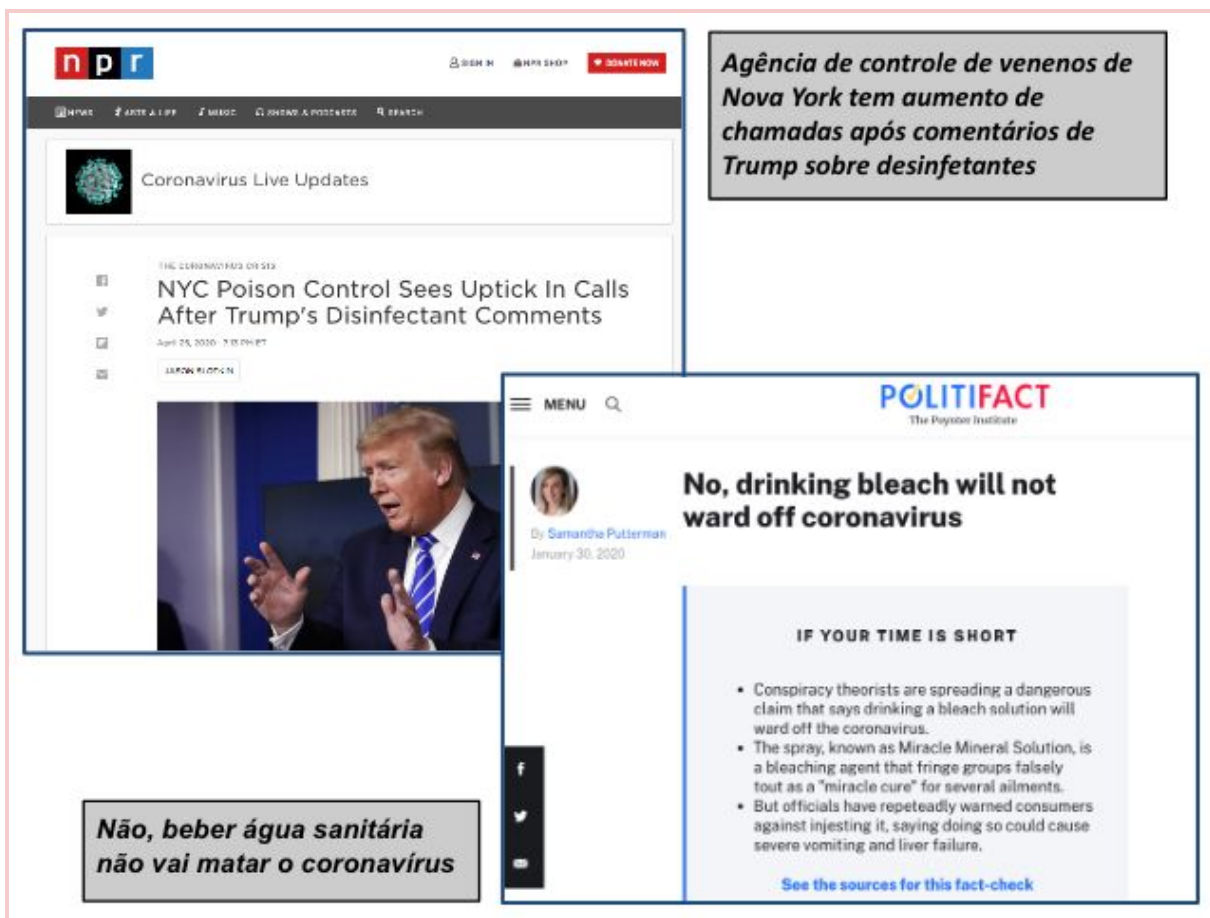 npr
SIGN IN
NPR SHOP
DONATE NOW
NEWS ARTS & LIFE MUSIC SHOWS & PODCASTS SEARCH
Coronavirus Live Updates
THE CORONAVIRUS CRISIS
NYC Poison Control Sees Uptick In Calls
After Trump's Disinfectant Comments
April 25, 2020 · 7:13 PM ET
Agência de controle de venenos de
Nova York tem aumento de
chamadas após comentários de
Trump sobre desinfetantes
MENU
POLITIFACT
The Poynter Institute
By Samantha Putterman
January 30, 2020
No, drinking bleach will not
ward off coronavirus
IF YOUR TIME IS SHORT
• Conspiracy theorists are spreading a dangerous
claim that says drinking a bleach solution will
ward off the coronavirus.
• The spray, known as Miracle Mineral Solution, is
a bleaching agent that fringe groups falsely
tout as a "miracle cure" for several ailments.
• But officials have repeteadly warned consumers
against injesting it, saying doing so could cause
severe vomiting and liver failure.
See the sources for this fact-check
Não, beber água sanitária
não vai matar o coronavírus